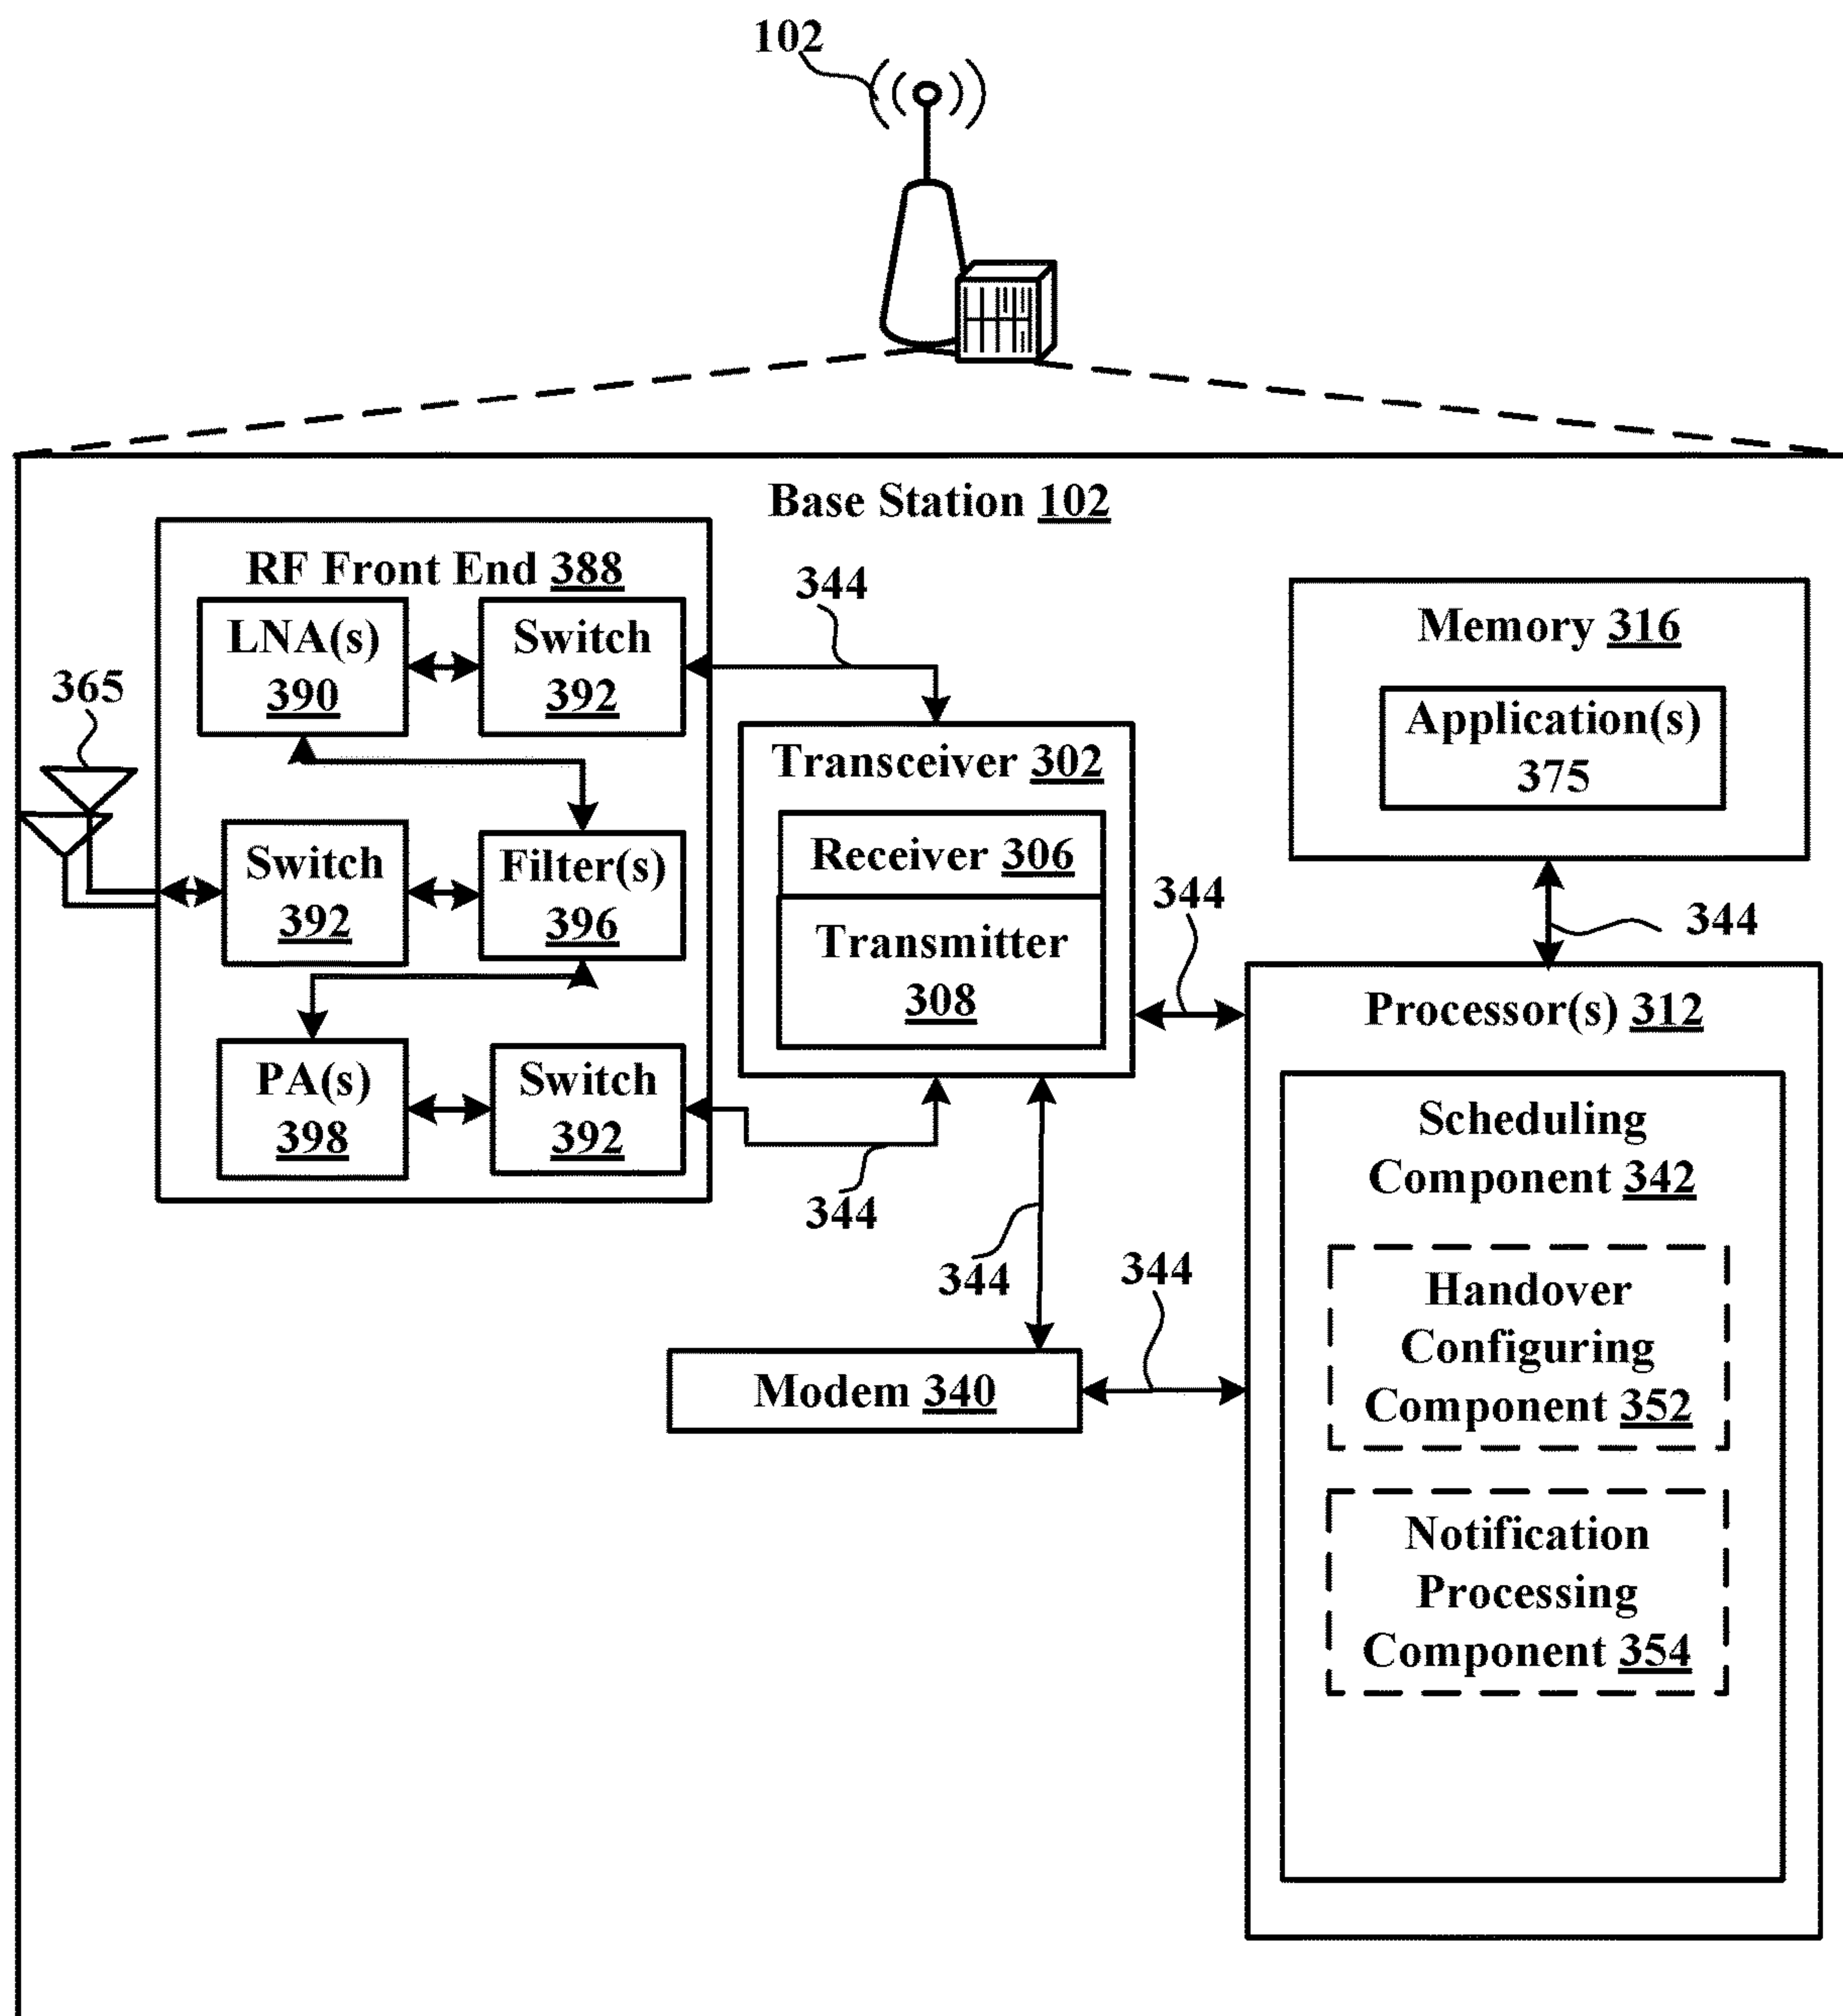 102
Base Station 102
RF Front End 388
LNA(s)
390
Switch
392
344
365
Switch
392
Filter(s)
396
PA(s)
398
Switch
392
344
Transceiver 302
Receiver 306
Transmitter
308
344
344
Modem 340
344
Memory 316
Application(s)
375
344
Processor(s) 312
Scheduling
Component 342
Handover
Configuring
Component 352
Notification
Processing
Component 354